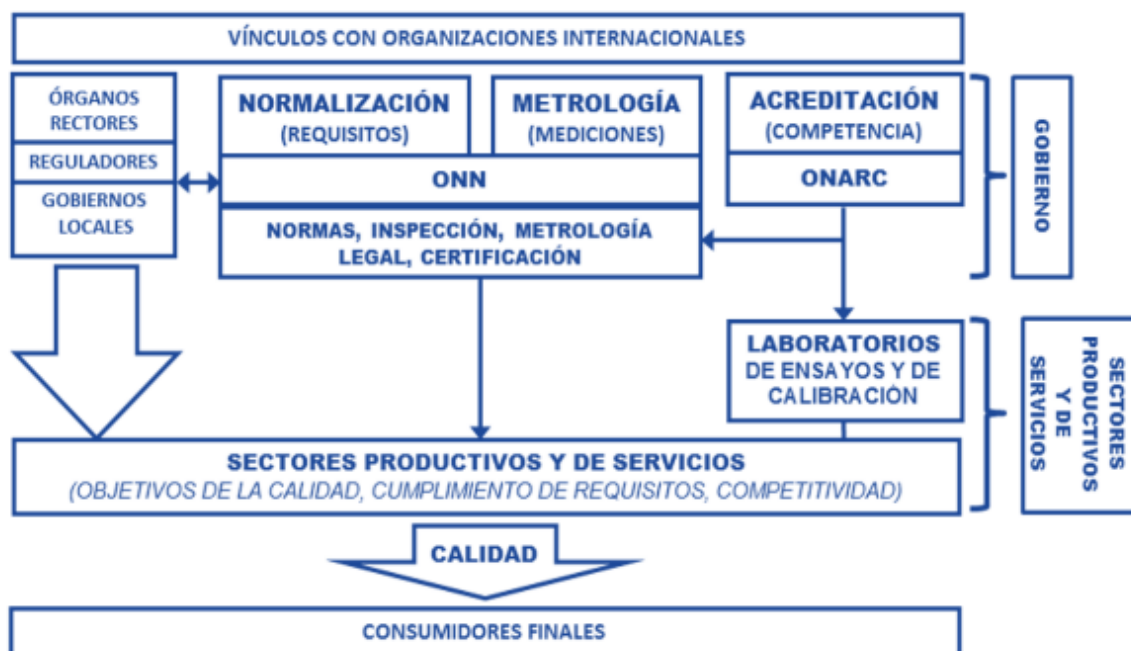 VÍNCULOS CON ORGANIZACIONES INTERNACIONALES
ÓRGANOS
RECTORES
REGULADORES
GOBIERNOS
LOCALES
NORMALIZACIÓN
(REQUISITOS)
METROLOGÍA
(MEDICIONES)
ONN
NORMAS, INSPECCIÓN, METROLOGÍA
LEGAL, CERTIFICACIÓN
ACREDITACIÓN
(COMPETENCIA)
ONARC
GOBIERNO
LABORATORIOS
DE ENSAYOS Y DE
CALIBRACIÓN
SECTORES
PRODUCTIVOS
Y DE
SERVICIOS
SECTORES PRODUCTIVOS Y DE SERVICIOS
(OBJETIVOS DE LA CALIDAD, CUMPLIMIENTO DE REQUISITOS, COMPETITIVIDAD)
CALIDAD
CONSUMIDORES FINALES